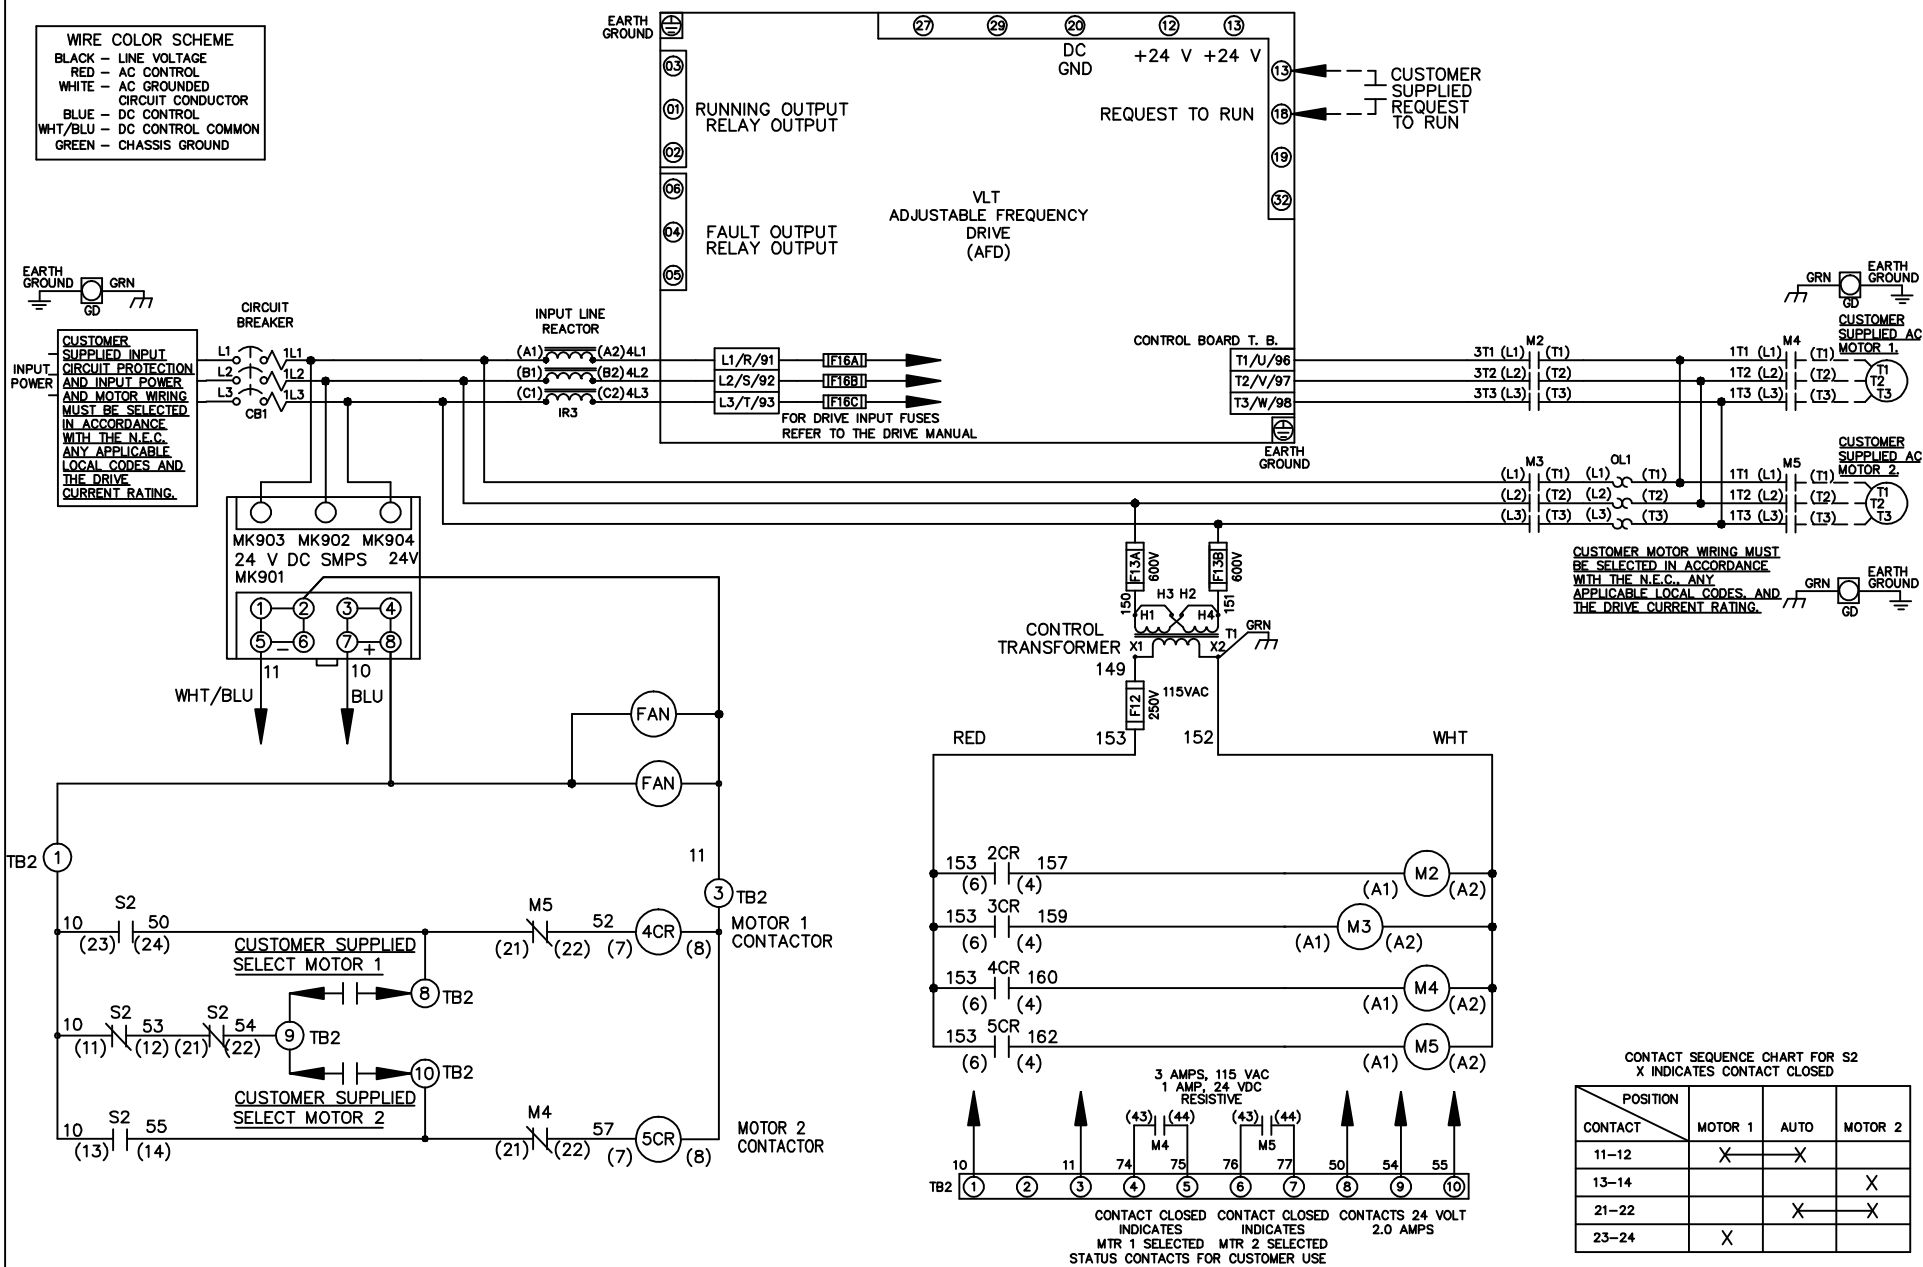 WIRE COLOR SCHEME
BLACK – LINE VOLTAGE
RED – AC CONTROL
WHITE – AC GROUNDED
CIRCUIT CONDUCTOR
BLUE – DC CONTROL
WHT/BLU – DC CONTROL COMMON
GREEN – CHASSIS GROUND
EARTH
GROUND
27 29 20 12 13
DC
GND
+24 V +24 V
03
01
02
RUNNING OUTPUT
RELAY OUTPUT
06
04
05
FAULT OUTPUT
RELAY OUTPUT
VLT
ADJUSTABLE FREQUENCY
DRIVE
(AFD)
REQUEST TO RUN
13
18
19
32
CUSTOMER
SUPPLIED
REQUEST
TO RUN
EARTH
GROUND
GRN
GD
INPUT
POWER
CUSTOMER
SUPPLIED INPUT
CIRCUIT PROTECTION
AND INPUT POWER
AND MOTOR WIRING
MUST BE SELECTED
IN ACCORDANCE
WITH THE N.E.C.
ANY APPLICABLE
LOCAL CODES AND
THE DRIVE
CURRENT RATING.
CIRCUIT
BREAKER
L1 1L1
L2 1L2
L3 1L3
CB1
INPUT LINE
REACTOR
(A1) (A2) 4L1
(B1) (B2) 4L2
(C1) (C2) 4L3
IR3
L1/R/91 F16A
L2/S/92 F16B
L3/T/93 F16C
FOR DRIVE INPUT FUSES
REFER TO THE DRIVE MANUAL
CONTROL BOARD T. B.
T1/U/96
T2/V/97
T3/W/98
EARTH
GROUND
M2
3T1 (L1) (T1)
3T2 (L2) (T2)
3T3 (L3) (T3)
M4
1T1 (L1) (T1)
1T2 (L2) (T2)
1T3 (L3) (T3)
T1
T2
T3
GRN
GD
EARTH
GROUND
CUSTOMER
SUPPLIED AC
MOTOR 1.
M3 OL1
(L1) (T1) (L1) (T1)
(L2) (T2) (L2) (T2)
(L3) (T3) (L3) (T3)
M5
1T1 (L1) (T1)
1T2 (L2) (T2)
1T3 (L3) (T3)
T1
T2
T3
CUSTOMER
SUPPLIED AC
MOTOR 2.
CUSTOMER MOTOR WIRING MUST
BE SELECTED IN ACCORDANCE
WITH THE N.E.C., ANY
APPLICABLE LOCAL CODES, AND
THE DRIVE CURRENT RATING.
GRN
GD
EARTH
GROUND
MK903 MK902 MK904
24 V DC SMPS 24V
MK901
1 2 3 4
5 – 6 7 + 8
11 10
WHT/BLU BLU
FAN
FAN
F13A 600V
F13B 600V
150 H3 H2 151
H1 H4
CONTROL
TRANSFORMER
T1
GRN
X1 X2
149
F12 250V
115VAC
153 152
RED WHT
TB2 1
11
3 TB2
S2
10 50
(23) (24)
M5
(21) (22)
52
(7) 4CR (8)
MOTOR 1
CONTACTOR
CUSTOMER SUPPLIED
SELECT MOTOR 1
8 TB2
S2 S2
10 53 54
(11) (12) (21) (22)
9 TB2
10 TB2
CUSTOMER SUPPLIED
SELECT MOTOR 2
S2
10 55
(13) (14)
M4
(21) (22)
57
(7) 5CR (8)
MOTOR 2
CONTACTOR
153 2CR 157
(6) (4)
(A1) M2 (A2)
153 3CR 159
(6) (4)
(A1) M3 (A2)
153 4CR 160
(6) (4)
(A1) M4 (A2)
153 5CR 162
(6) (4)
(A1) M5 (A2)
3 AMPS, 115 VAC
1 AMP, 24 VDC
RESISTIVE
(43) (44) (43) (44)
M4 M5
10 11 74 75 76 77 50 54 55
TB2 1 2 3 4 5 6 7 8 9 10
CONTACT CLOSED
INDICATES
MTR 1 SELECTED
CONTACT CLOSED
INDICATES
MTR 2 SELECTED
CONTACTS 24 VOLT
2.0 AMPS
STATUS CONTACTS FOR CUSTOMER USE
CONTACT SEQUENCE CHART FOR S2
X INDICATES CONTACT CLOSED
POSITION
CONTACT MOTOR 1 AUTO MOTOR 2
11–12 X X
13–14 X
21–22 X X
23–24 X